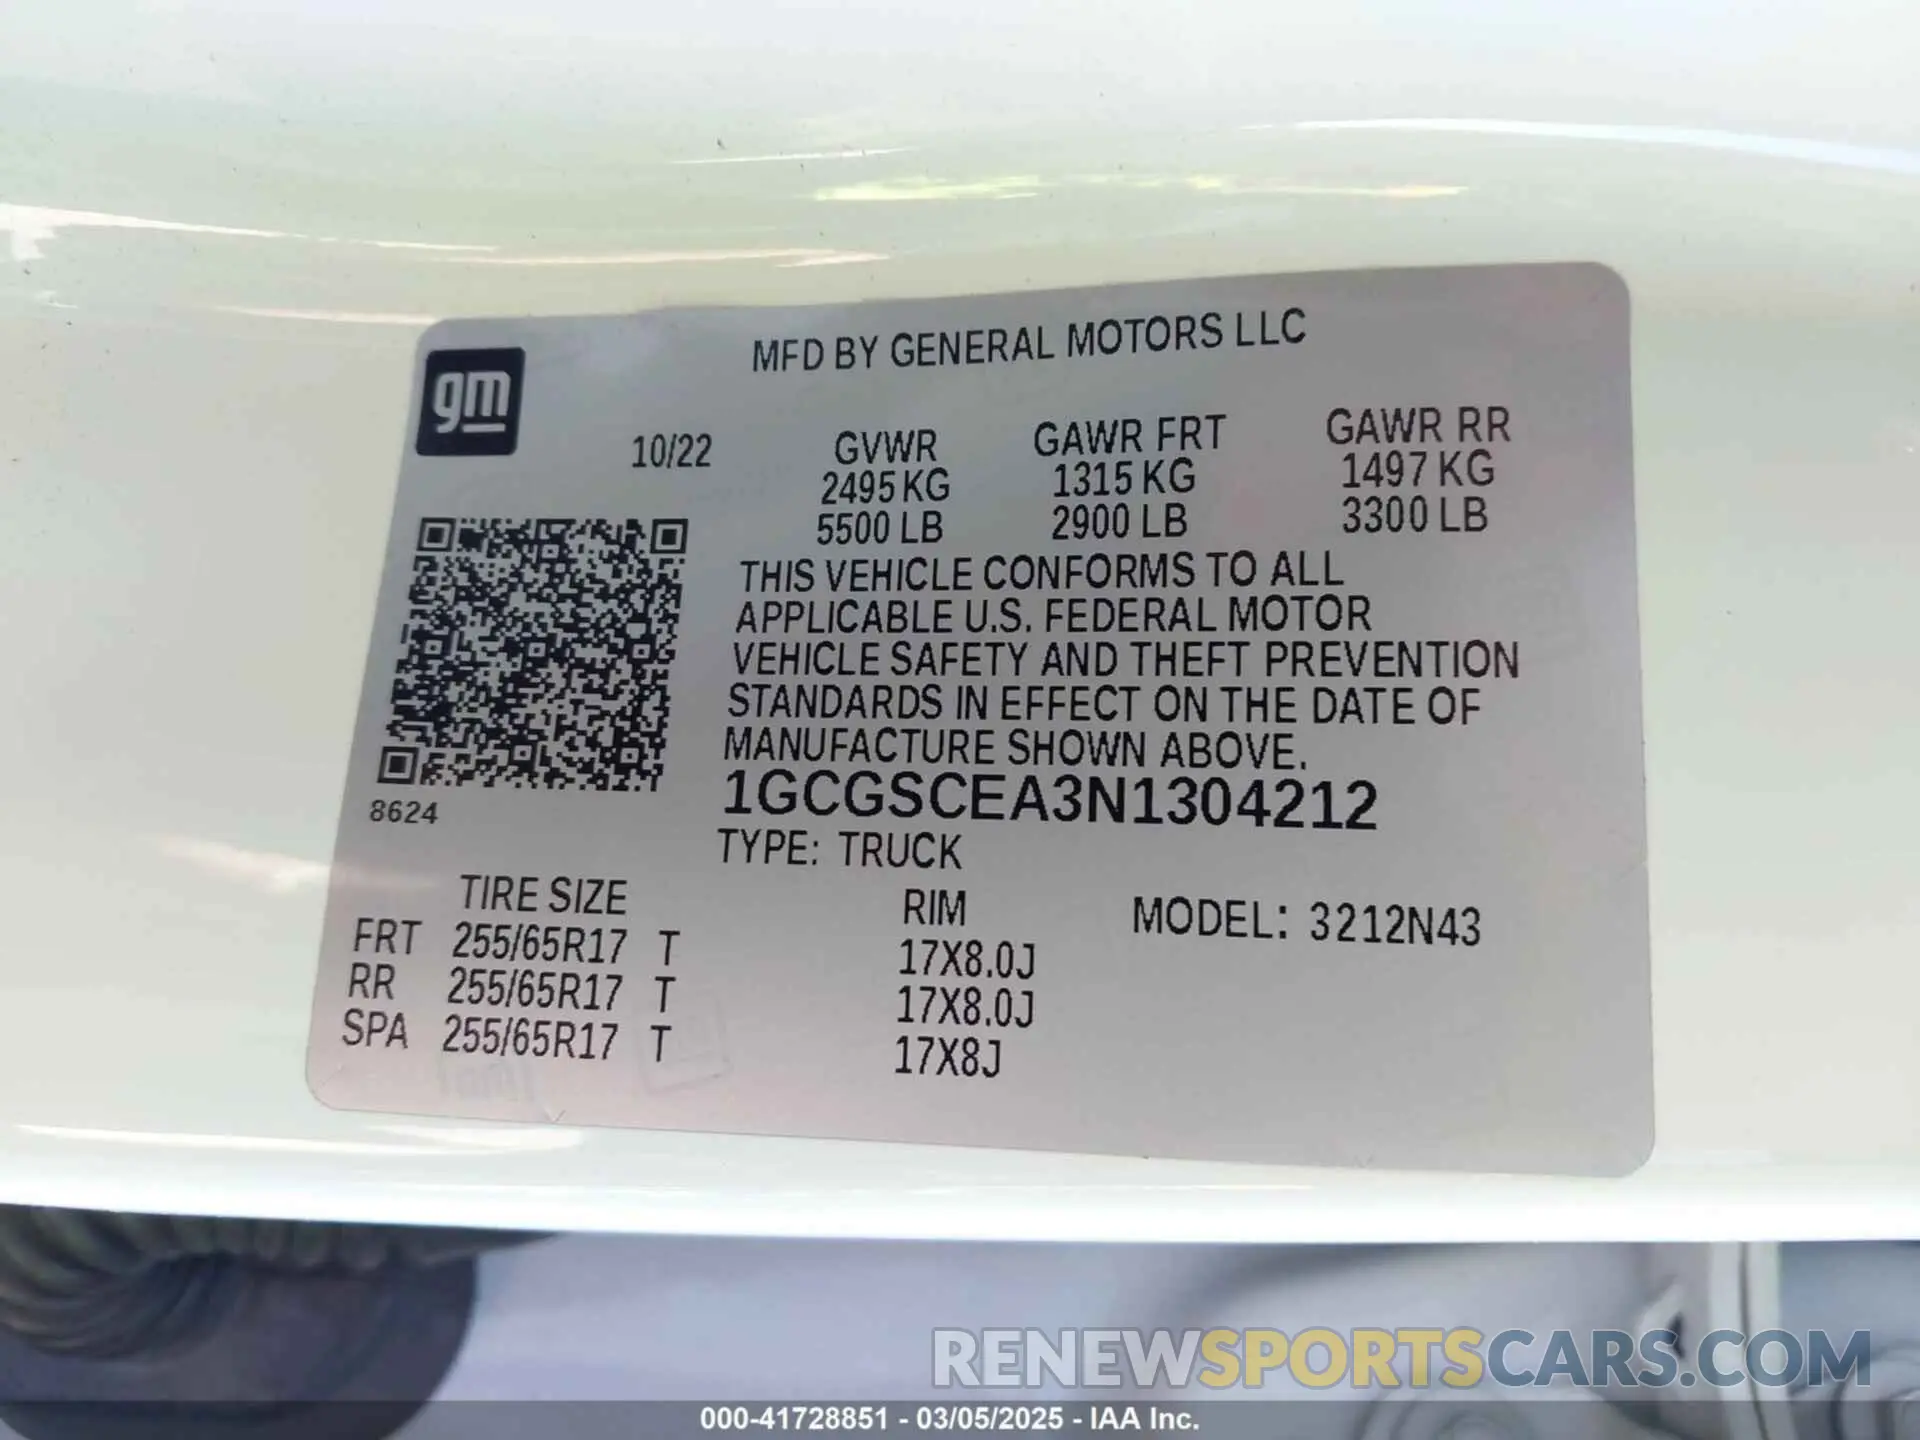 MFD BY GENERAL MOTORS LLC
gm
10/22 GVWR GAWR FRT GAWR RR
2495 KG 1315 KG 1497 KG
5500 LB 2900 LB 3300 LB
THIS VEHICLE CONFORMS TO ALL
APPLICABLE U.S. FEDERAL MOTOR
VEHICLE SAFETY AND THEFT PREVENTION
STANDARDS IN EFFECT ON THE DATE OF
MANUFACTURE SHOWN ABOVE.
1GCGSCEA3N1304212
8624
TYPE: TRUCK
TIRE SIZE RIM MODEL: 3212N43
FRT 255/65R17 T 17X8.0J
RR 255/65R17 T 17X8.0J
SPA 255/65R17 T 17X8J
RENEWSPORTSCARS.COM
000-41728851 - 03/05/2025 - IAA Inc.